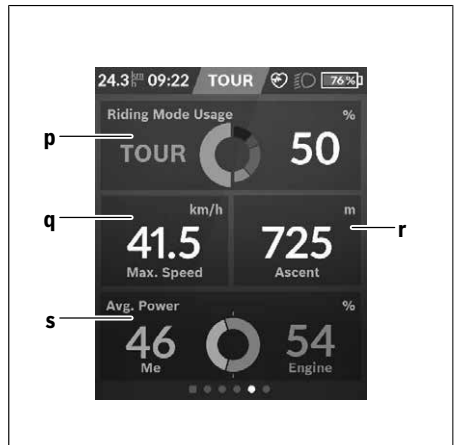 24.3 km/h 09:22 TOUR 76%
Riding Mode Usage %
p TOUR 50
q km/h m r
41.5 725
Max. Speed Ascent
s Avg. Power %
46 54
Me Engine